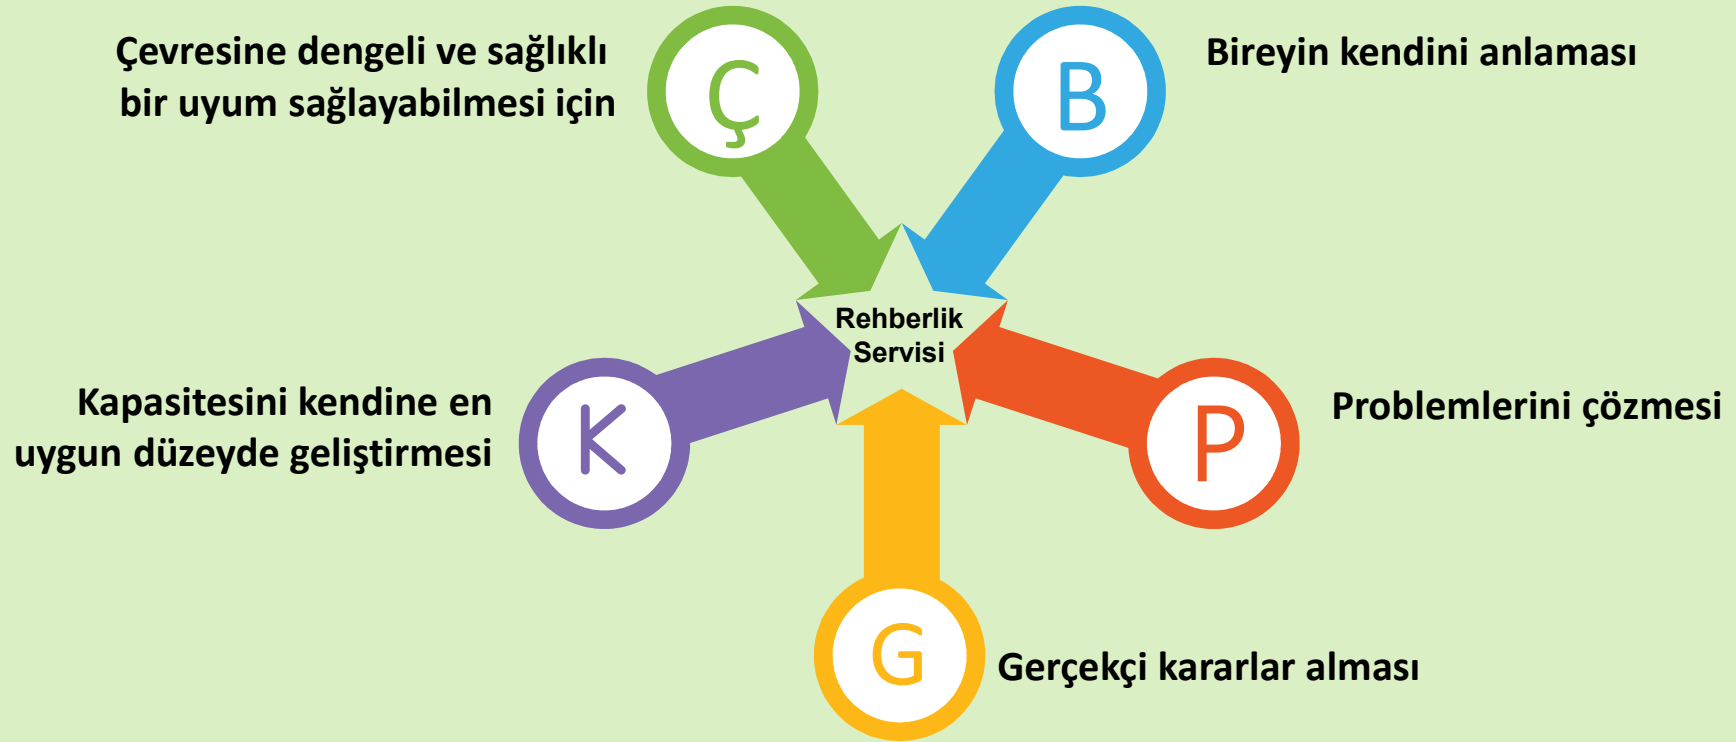 Çevresine dengeli ve sağlıklı
bir uyum sağlayabilmesi için
Ç
B
Bireyin kendini anlaması
Rehberlik
Servisi
Kapasitesini kendine en
uygun düzeyde geliştirmesi
K
P
Problemlerini çözmesi
G
Gerçekçi kararlar alması